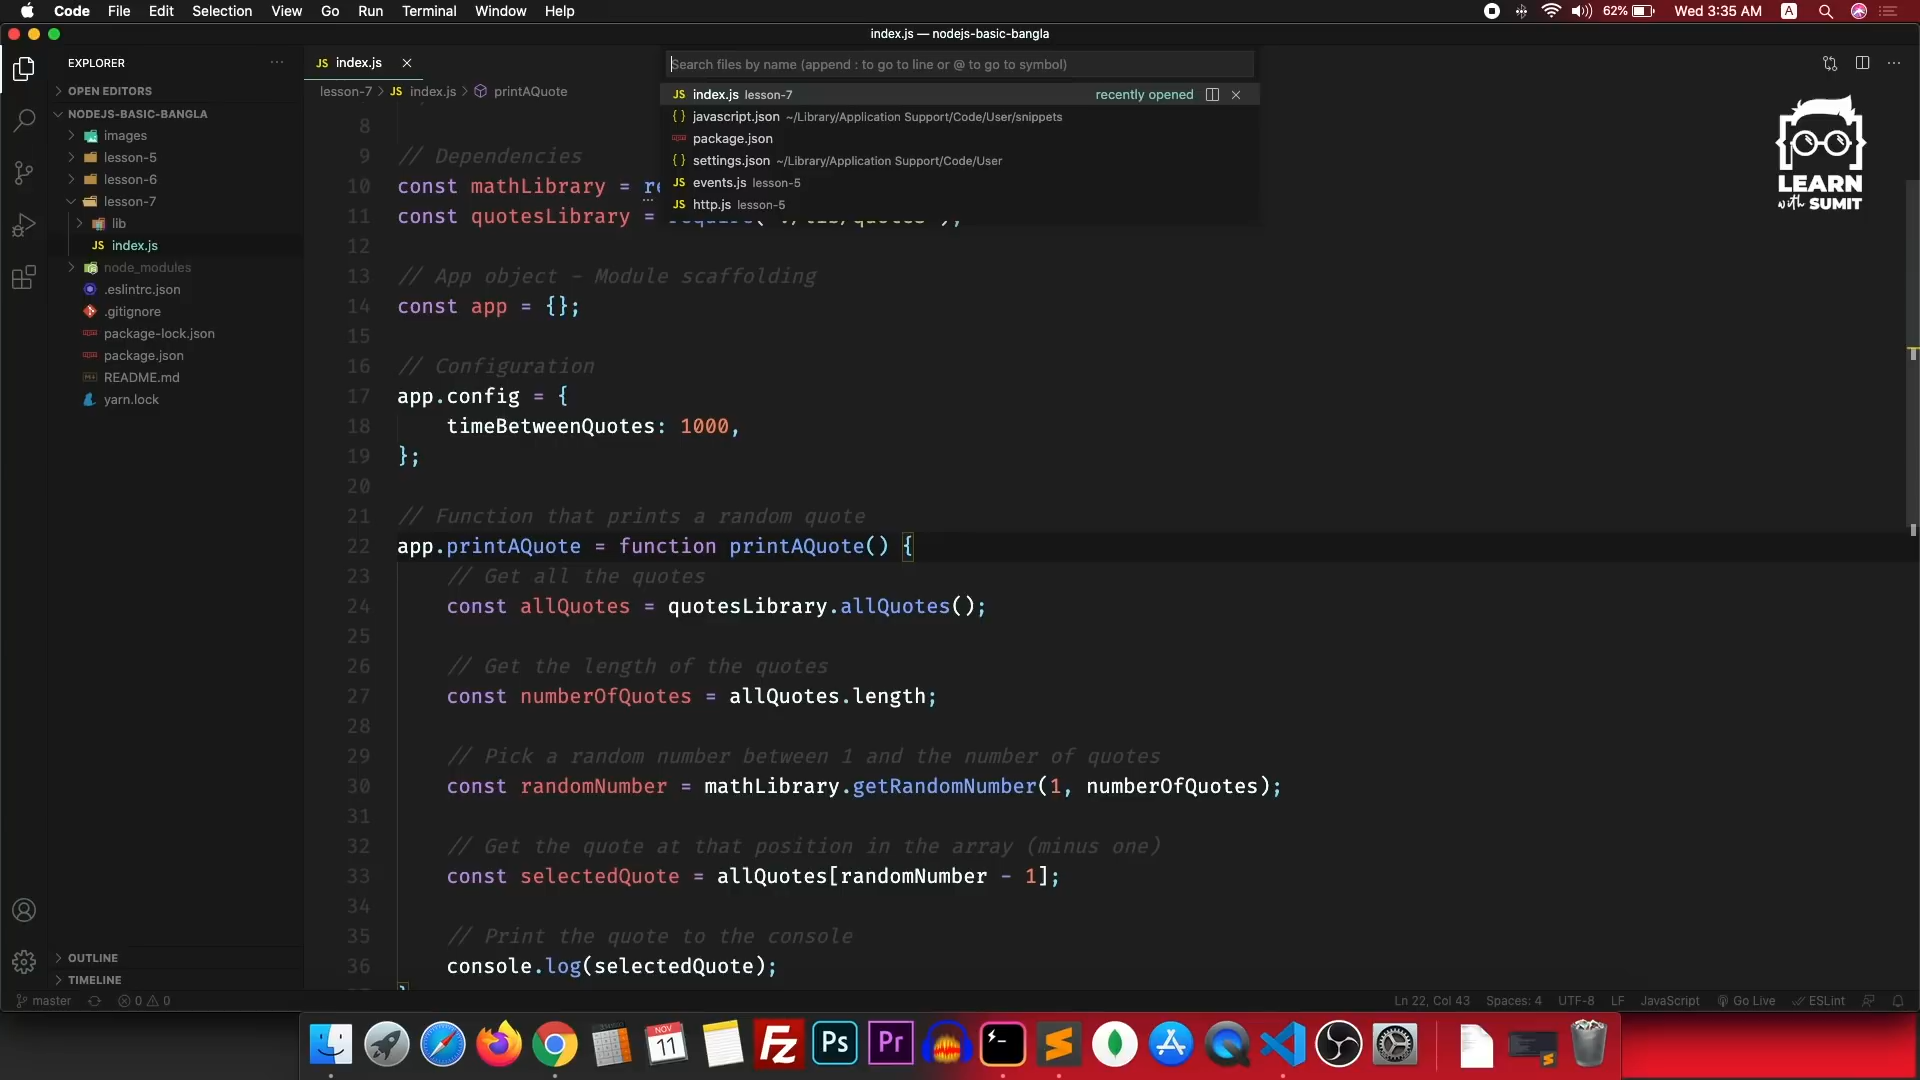 Code File Edit Selection View Go Run Terminal Window Help
62% Wed 3:35 AM A
index.js — nodejs-basic-bangla
EXPLORER
OPEN EDITORS
NODEJS-BASIC-BANGLA
images
lesson-5
lesson-6
lesson-7
lib
JS index.js
node_modules
.eslintrc.json
.gitignore
package-lock.json
package.json
README.md
yarn.lock
OUTLINE
TIMELINE
JS index.js
lesson-7 > JS index.js > printAQuote
Search files by name (append : to go to line or @ to go to symbol)
JS index.js lesson-7 recently opened
{ } javascript.json ~/Library/Application Support/Code/User/snippets
package.json
{ } settings.json ~/Library/Application Support/Code/User
JS events.js lesson-5
JS http.js lesson-5
LEARN
with SUMIT
8
9 // Dependencies
10 const mathLibrary = re
11 const quotesLibrary =
12
13 // App object - Module scaffolding
14 const app = {};
15
16 // Configuration
17 app.config = {
18 timeBetweenQuotes: 1000,
19 };
20
21 // Function that prints a random quote
22 app.printAQuote = function printAQuote() {
23 // Get all the quotes
24 const allQuotes = quotesLibrary.allQuotes();
25
26 // Get the length of the quotes
27 const numberOfQuotes = allQuotes.length;
28
29 // Pick a random number between 1 and the number of quotes
30 const randomNumber = mathLibrary.getRandomNumber(1, numberOfQuotes);
31
32 // Get the quote at that position in the array (minus one)
33 const selectedQuote = allQuotes[randomNumber - 1];
34
35 // Print the quote to the console
36 console.log(selectedQuote);
master 0 0
Ln 22, Col 43 Spaces: 4 UTF-8 LF JavaScript Go Live ESLint
NOV
11
Fz
Ps
Pr